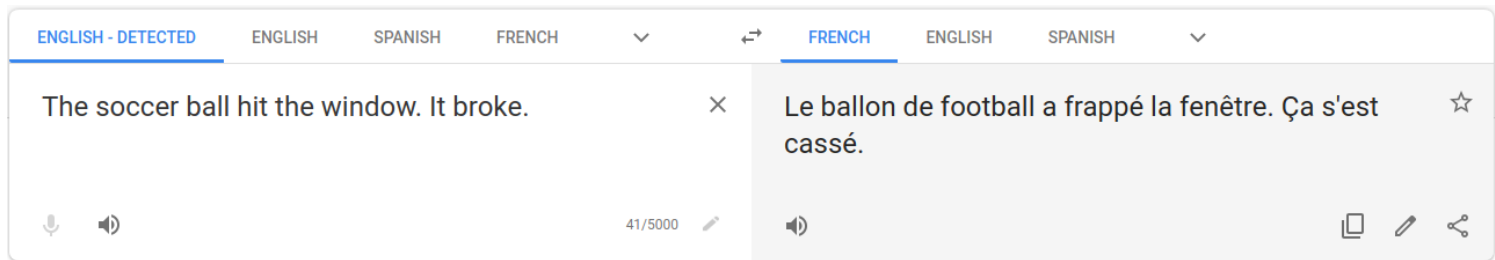 ENGLISH - DETECTED ENGLISH SPANISH FRENCH FRENCH ENGLISH SPANISH
The soccer ball hit the window. It broke.
Le ballon de football a frappé la fenêtre. Ça s'est
cassé.
41/5000